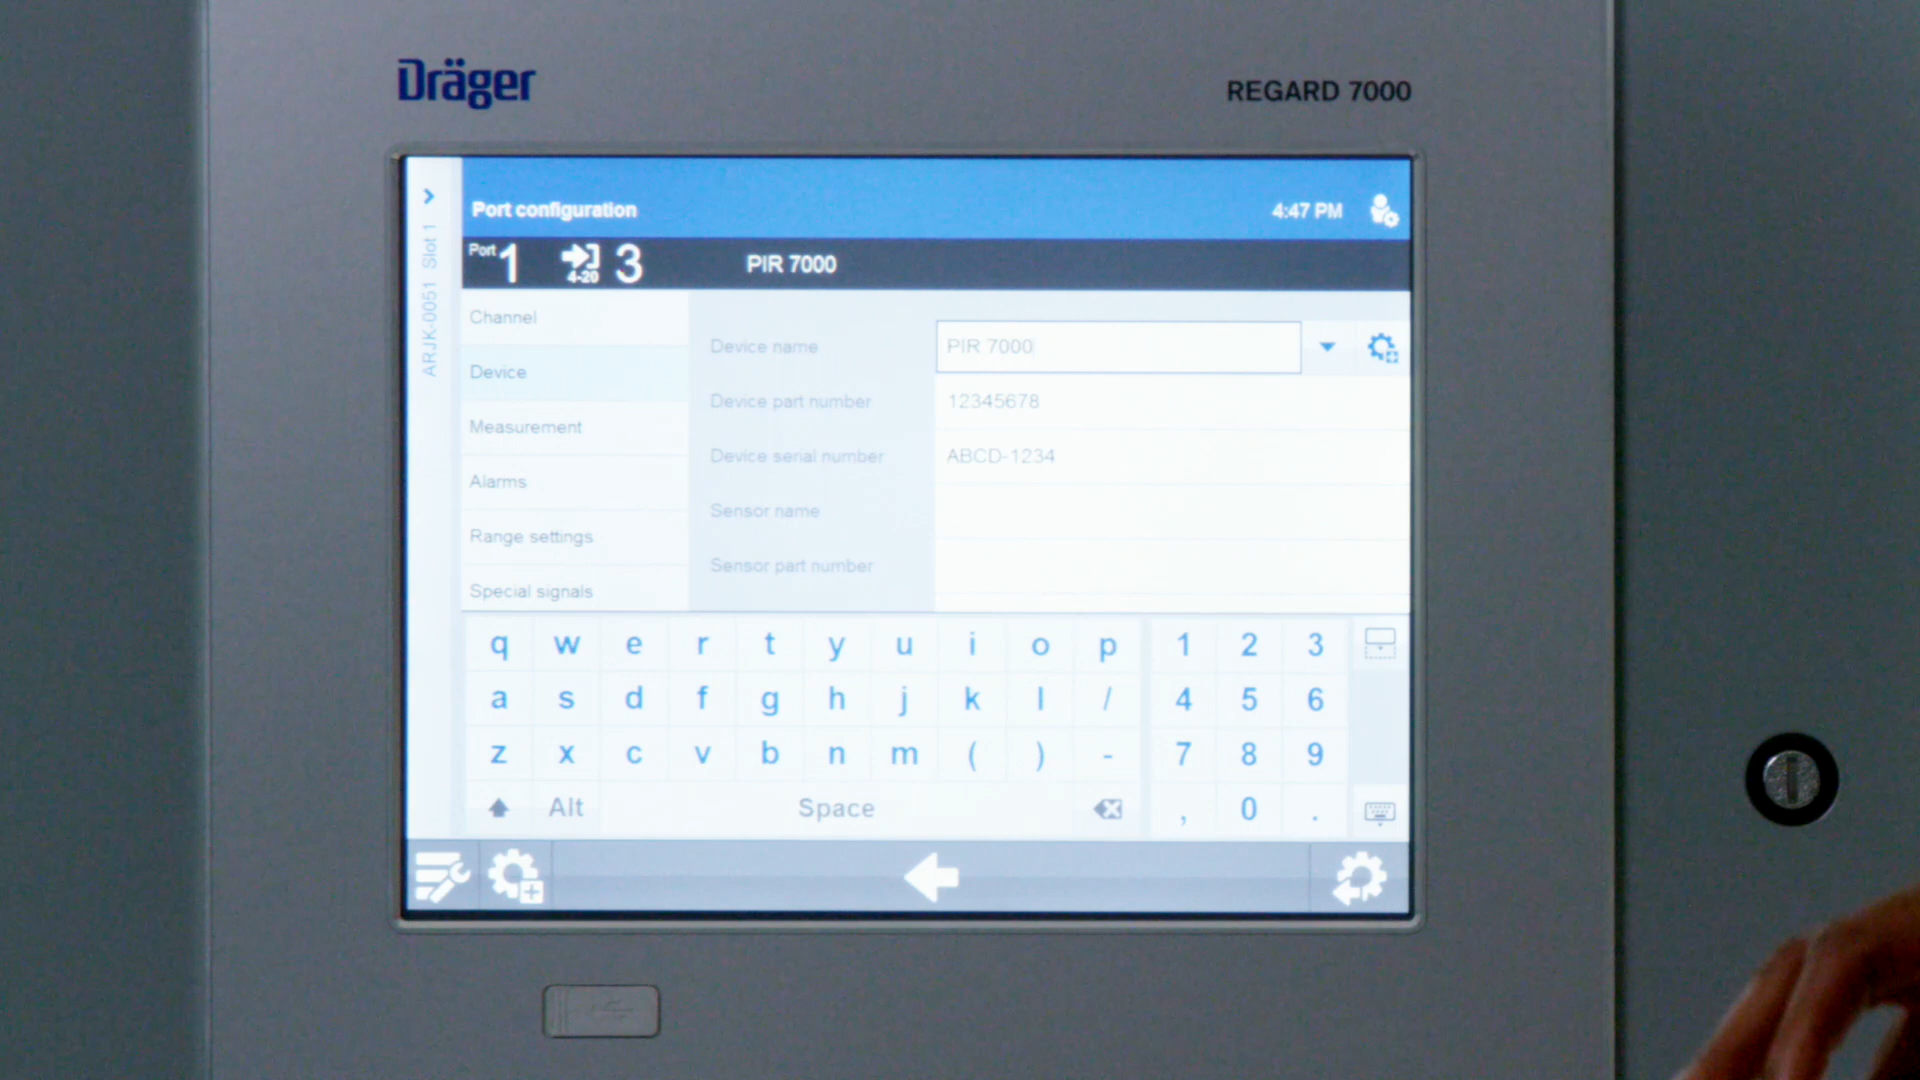 Dräger
REGARD 7000
ARJK-0051 Slot 1
Port configuration
4:47 PM
Port 1
4-20
3
PIR 7000
Channel
Device
Measurement
Alarms
Range settings
Special signals
Device name
PIR 7000
Device part number
12345678
Device serial number
ABCD-1234
Sensor name
Sensor part number
q w e r t y u i o p 1 2 3
a s d f g h j k l / 4 5 6
z x c v b n m ( ) - 7 8 9
Alt Space , 0 .